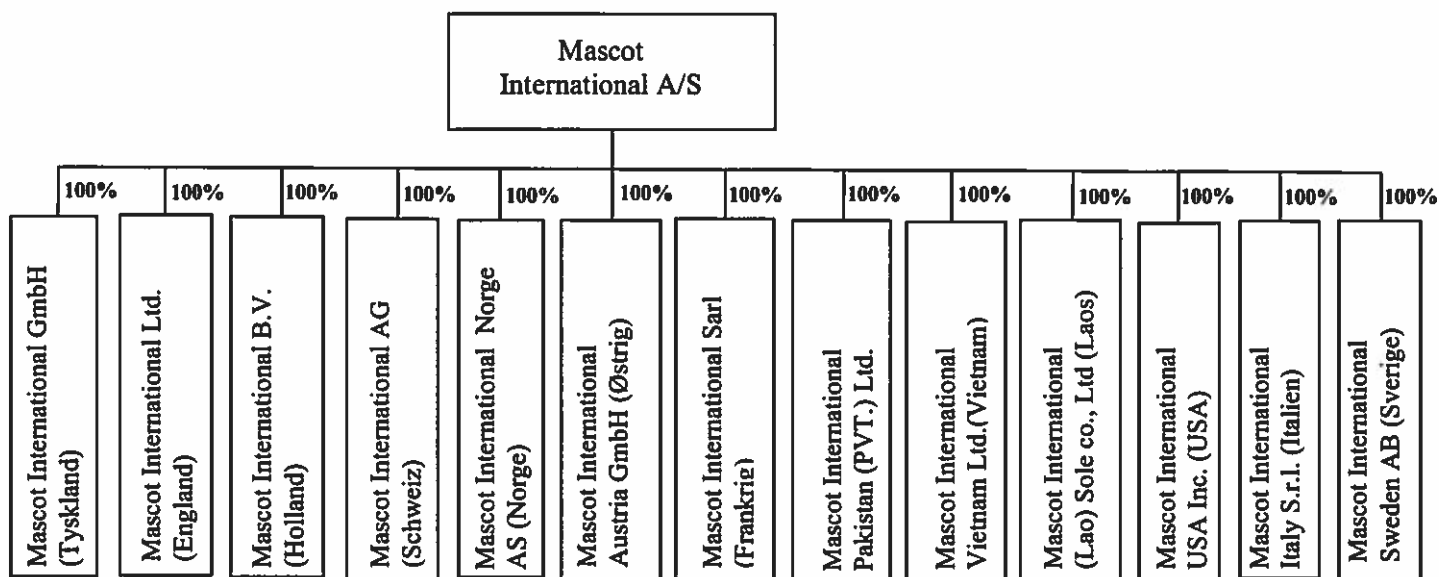 Mascot
International A/S
100%
100%
100%
100%
100%
100%
100%
100%
100%
100%
100%
100%
100%
Mascot International GmbH
(Tyskland)
Mascot International Ltd.
(England)
Mascot International B.V.
(Holland)
Mascot International AG
(Schweiz)
Mascot International Norge
AS (Norge)
Mascot International
Austria GmbH (Østrig)
Mascot International Sarl
(Frankrig)
Mascot International
Pakistan (PVT.) Ltd.
Mascot International
Vietnam Ltd.(Vietnam)
Mascot International
(Lao) Sole co., Ltd (Laos)
Mascot International
USA Inc. (USA)
Mascot International
Italy S.r.l. (Italien)
Mascot International
Sweden AB (Sverige)